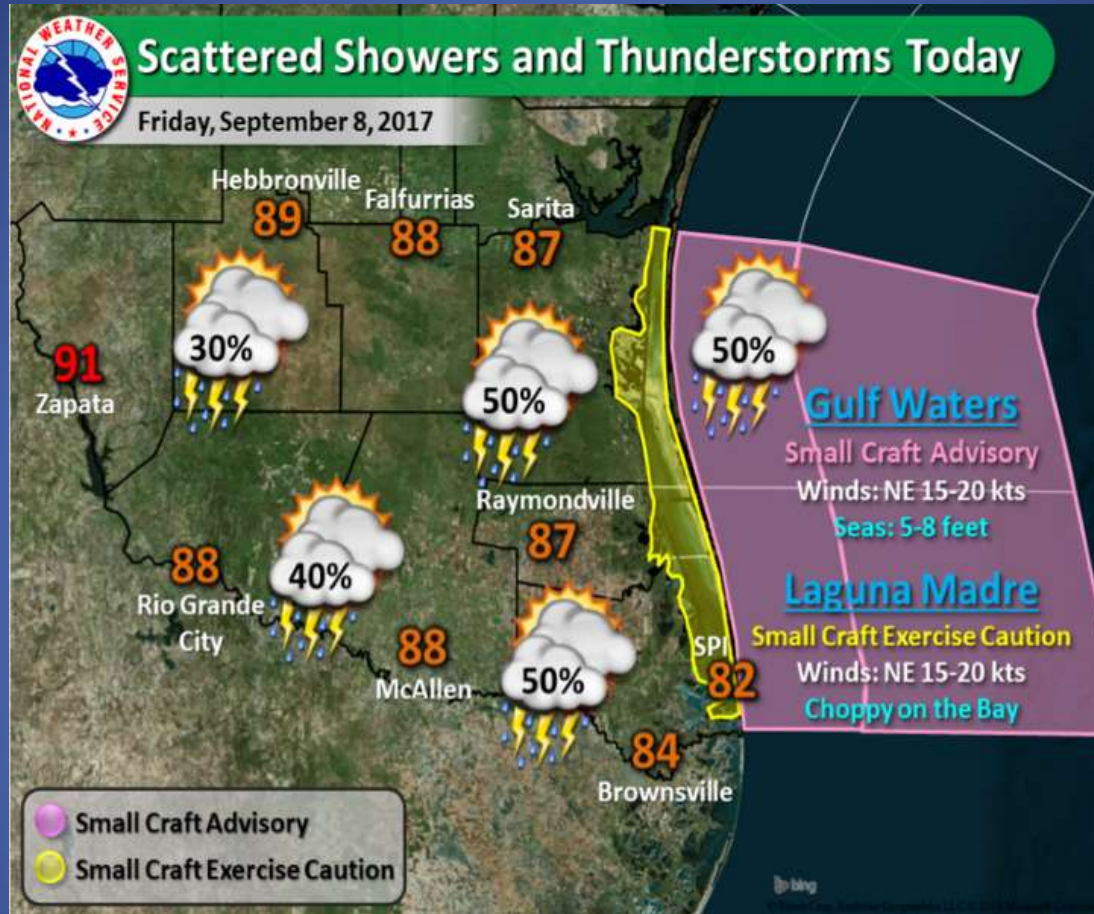 NATIONAL WEATHER SERVICE
Scattered Showers and Thunderstorms Today
Friday, September 8, 2017
Hebbronville
89
Falfurrias
88
Sarita
87
30%
50%
50%
91
Zapata
Gulf Waters
Small Craft Advisory
Winds: NE 15-20 kts
Seas: 5-8 feet
Raymondville
87
88
Rio Grande
City
40%
88
McAllen
50%
SPI
82
Laguna Madre
Small Craft Exercise Caution
Winds: NE 15-20 kts
Choppy on the Bay
84
Brownsville
Small Craft Advisory
Small Craft Exercise Caution
bing